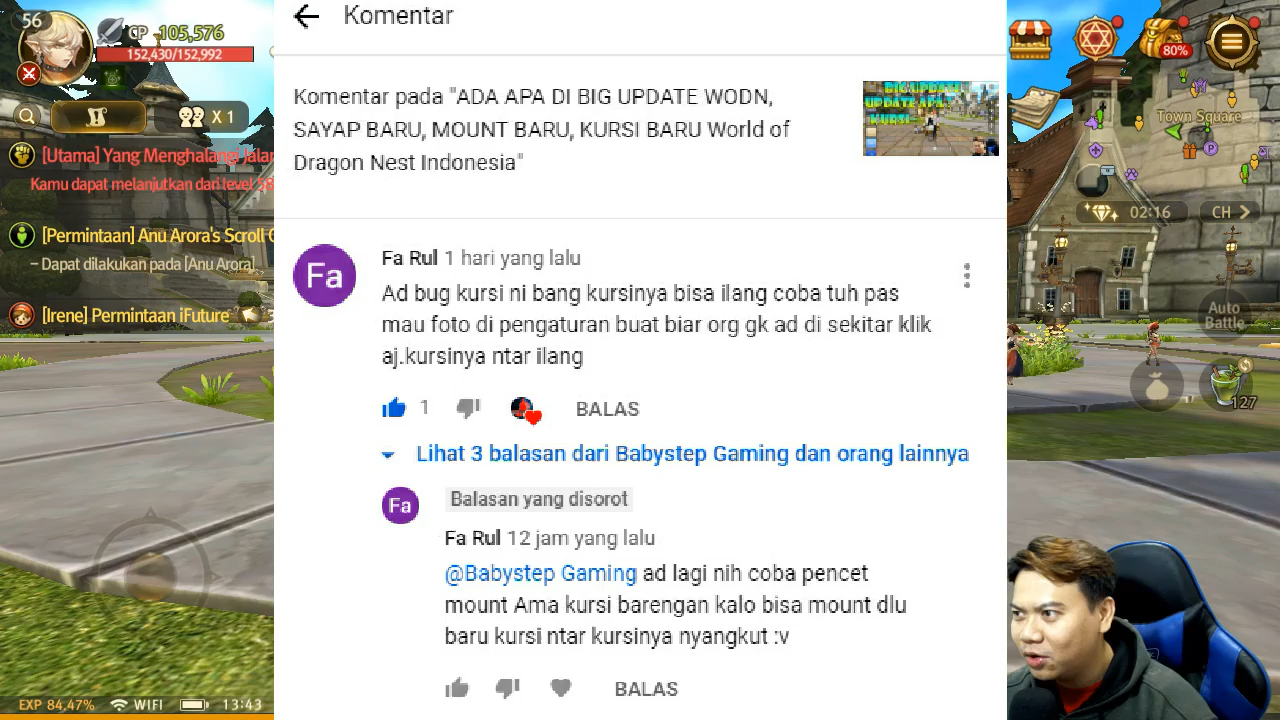 56
CP 105,576
152,430/152,992
X 1
[Utama] Yang Menghalangi Jalan
Kamu dapat melanjutkan dari level 58
[Permintaan] Anu Arora's Scroll
– Dapat dilakukan pada [Anu Arora]
[Irene] Permintaan iFuture
EXP 84,47% WIFI 13:43
Komentar
Komentar pada "ADA APA DI BIG UPDATE WODN,
SAYAP BARU, MOUNT BARU, KURSI BARU World of
Dragon Nest Indonesia"
BIG UPDATE
UPDATE APA
KURSI
Fa
Fa Rul 1 hari yang lalu
Ad bug kursi ni bang kursinya bisa ilang coba tuh pas
mau foto di pengaturan buat biar org gk ad di sekitar klik
aj.kursinya ntar ilang
1 BALAS
Lihat 3 balasan dari Babystep Gaming dan orang lainnya
Fa
Balasan yang disorot
Fa Rul 12 jam yang lalu
@Babystep Gaming ad lagi nih coba pencet
mount Ama kursi barengan kalo bisa mount dlu
baru kursi ntar kursinya nyangkut :v
BALAS
80%
Town Square
P
02:16
CH
Auto
Battle
127